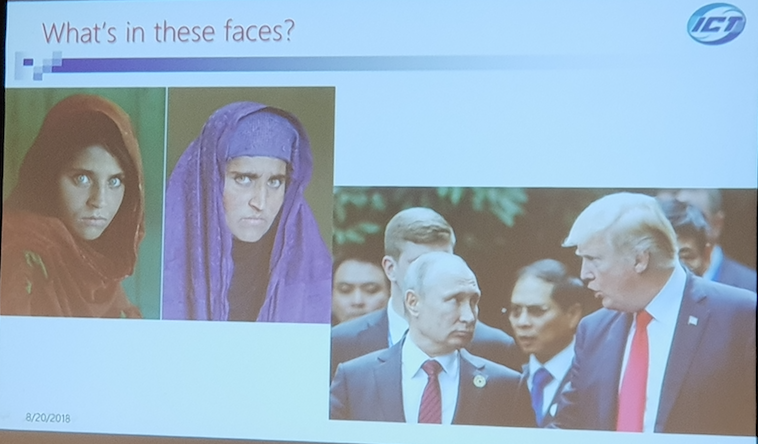 What's in these faces?
ICT
8/20/2018